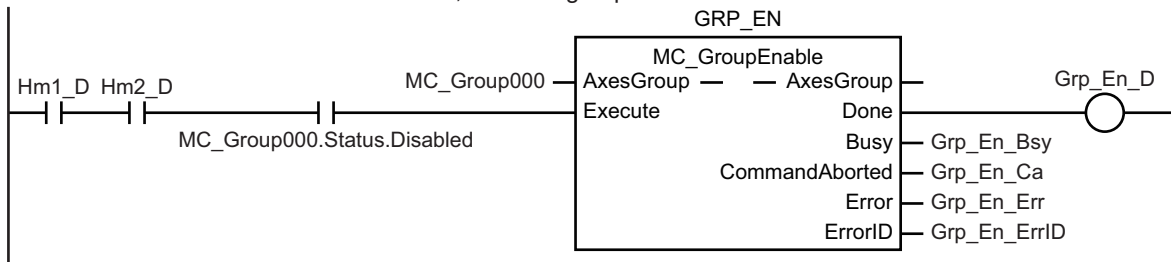 GRP_EN
MC_GroupEnable
Hm1_D Hm2_D MC_Group000 AxesGroup AxesGroup Grp_En_D
Execute Done
MC_Group000.Status.Disabled
Busy Grp_En_Bsy
CommandAborted Grp_En_Ca
Error Grp_En_Err
ErrorID Grp_En_ErrID